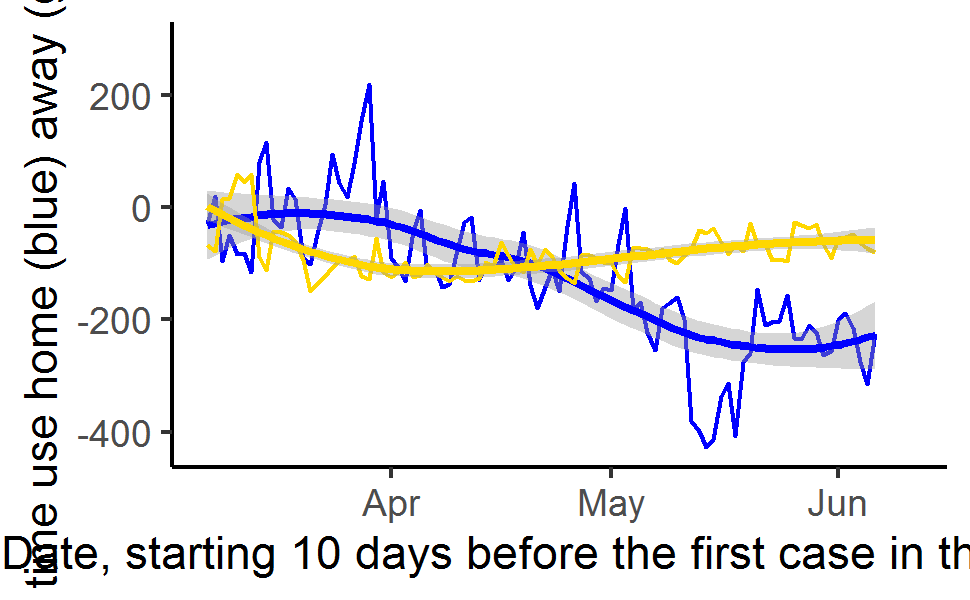 time use home (blue) away (
200
0
-200
-400
Apr May Jun
Date, starting 10 days before the first case in th